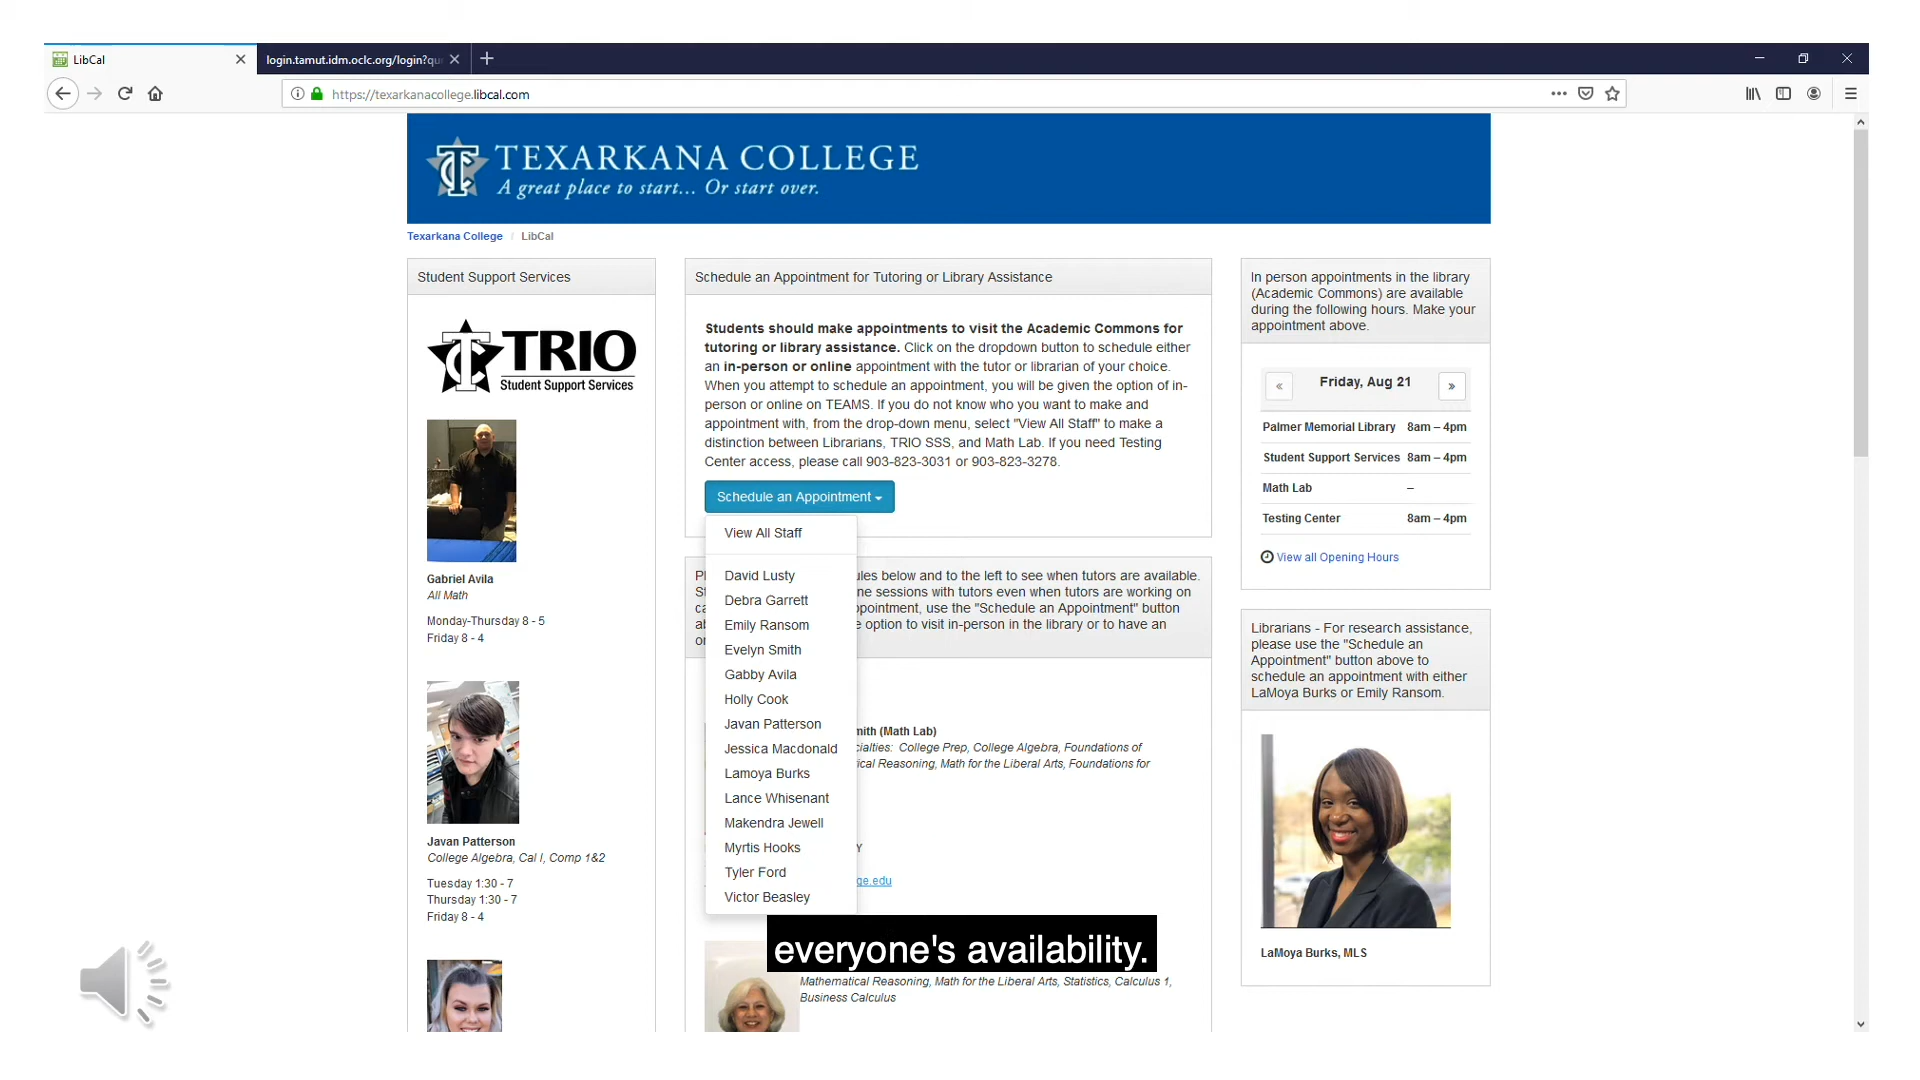 LibCal
login.tamut.idm.oclc.org/login?qu
https://texarkanacollege.libcal.com
TC
TEXARKANA COLLEGE
A great place to start... Or start over.
Texarkana College / LibCal
Student Support Services
TC
TRIO
Student Support Services
Gabriel Avila
All Math
Monday-Thursday 8 - 5
Friday 8 - 4
Javan Patterson
College Algebra, Cal I, Comp 1&2
Tuesday 1:30 - 7
Thursday 1:30 - 7
Friday 8 - 4
Schedule an Appointment for Tutoring or Library Assistance
Students should make appointments to visit the Academic Commons for
tutoring or library assistance. Click on the dropdown button to schedule either
an in-person or online appointment with the tutor or librarian of your choice.
When you attempt to schedule an appointment, you will be given the option of in-
person or online on TEAMS. If you do not know who you want to make and
appointment with, from the drop-down menu, select "View All Staff" to make a
distinction between Librarians, TRIO SSS, and Math Lab. If you need Testing
Center access, please call 903-823-3031 or 903-823-3278.
Schedule an Appointment
View All Staff
David Lusty
Debra Garrett
Emily Ransom
Evelyn Smith
Gabby Avila
Holly Cook
Javan Patterson
Jessica Macdonald
Lamoya Burks
Lance Whisenant
Makendra Jewell
Myrtis Hooks
Tyler Ford
Victor Beasley
below and to the left to see when tutors are available.
sessions with tutors even when tutors are working on
use the "Schedule an Appointment" button
option to visit in-person in the library or to have an
(Math Lab)
College Prep, College Algebra, Foundations of
Reasoning, Math for the Liberal Arts, Foundations for
ge.edu
everyone's availability.
Mathematical Reasoning, Math for the Liberal Arts, Statistics, Calculus 1,
Business Calculus
In person appointments in the library
(Academic Commons) are available
during the following hours. Make your
appointment above.
« Friday, Aug 21 »
Palmer Memorial Library 8am – 4pm
Student Support Services 8am – 4pm
Math Lab –
Testing Center 8am – 4pm
View all Opening Hours
Librarians - For research assistance,
please use the "Schedule an
Appointment" button above to
schedule an appointment with either
LaMoya Burks or Emily Ransom.
LaMoya Burks, MLS